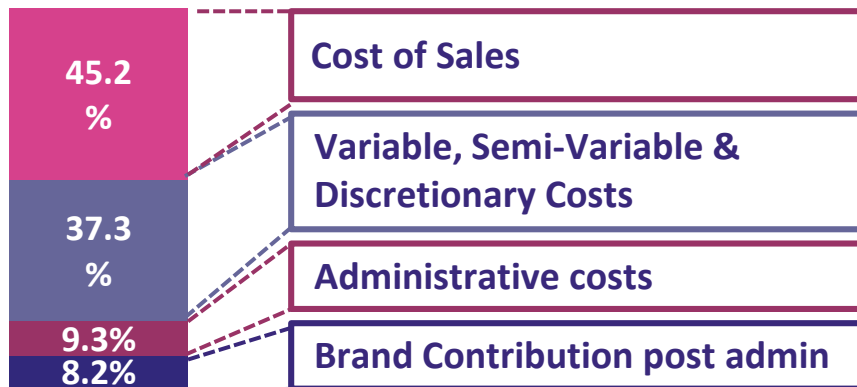 45.2
%
Cost of Sales
37.3
%
Variable, Semi-Variable &
Discretionary Costs
9.3%
Administrative costs
8.2%
Brand Contribution post admin